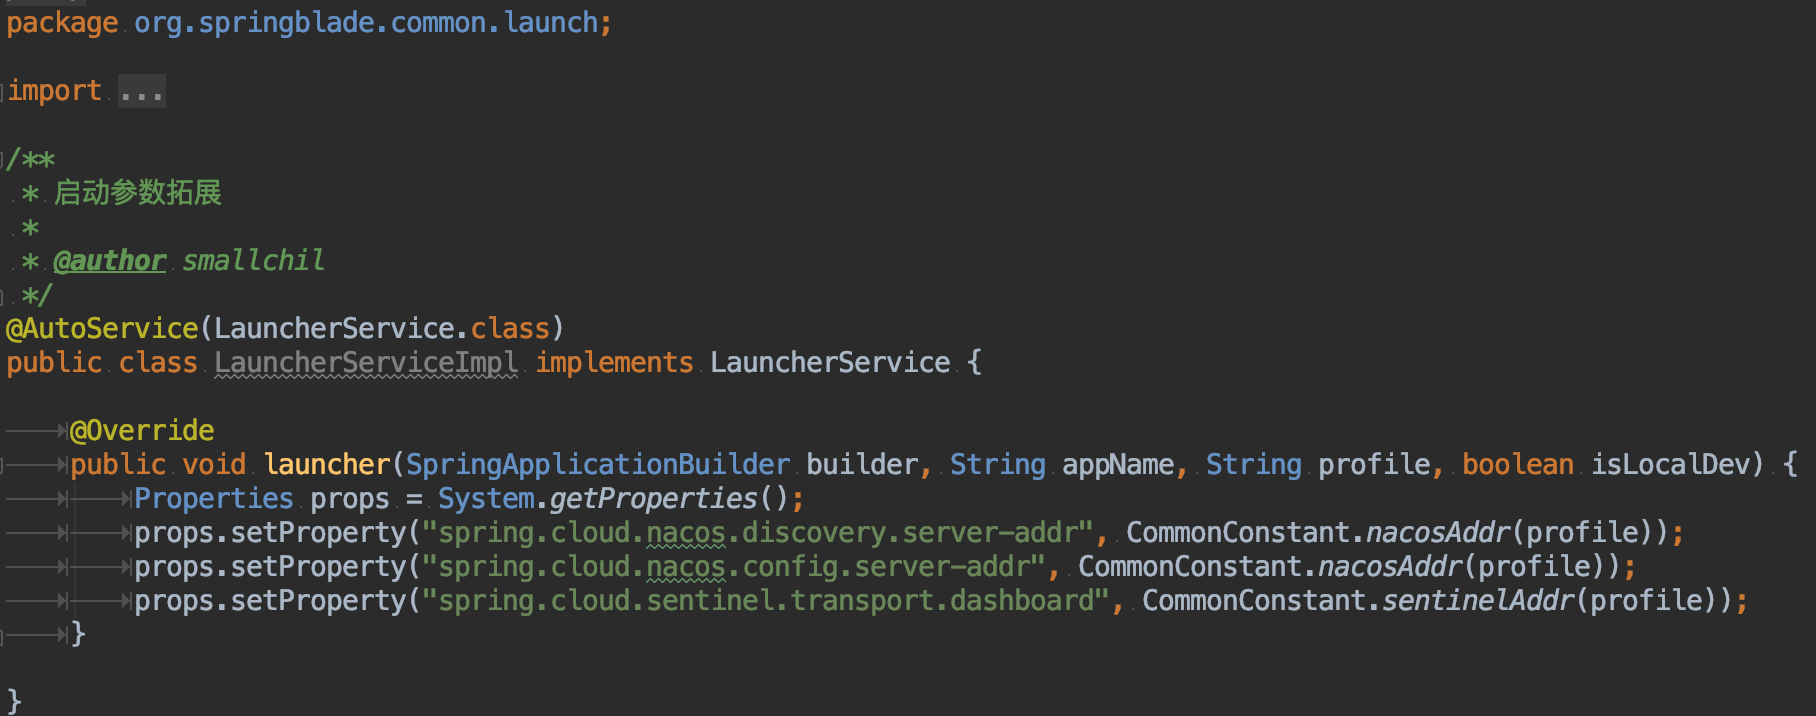 package org.springblade.common.launch;
import ...
/**
* 启动参数拓展
*
* @author smallchil
*/
@AutoService(LauncherService.class)
public class LauncherServiceImpl implements LauncherService {
@Override
public void launcher(SpringApplicationBuilder builder, String appName, String profile, boolean isLocalDev) {
Properties props = System.getProperties();
props.setProperty("spring.cloud.nacos.discovery.server-addr", CommonConstant.nacosAddr(profile));
props.setProperty("spring.cloud.nacos.config.server-addr", CommonConstant.nacosAddr(profile));
props.setProperty("spring.cloud.sentinel.transport.dashboard", CommonConstant.sentinelAddr(profile));
}
}